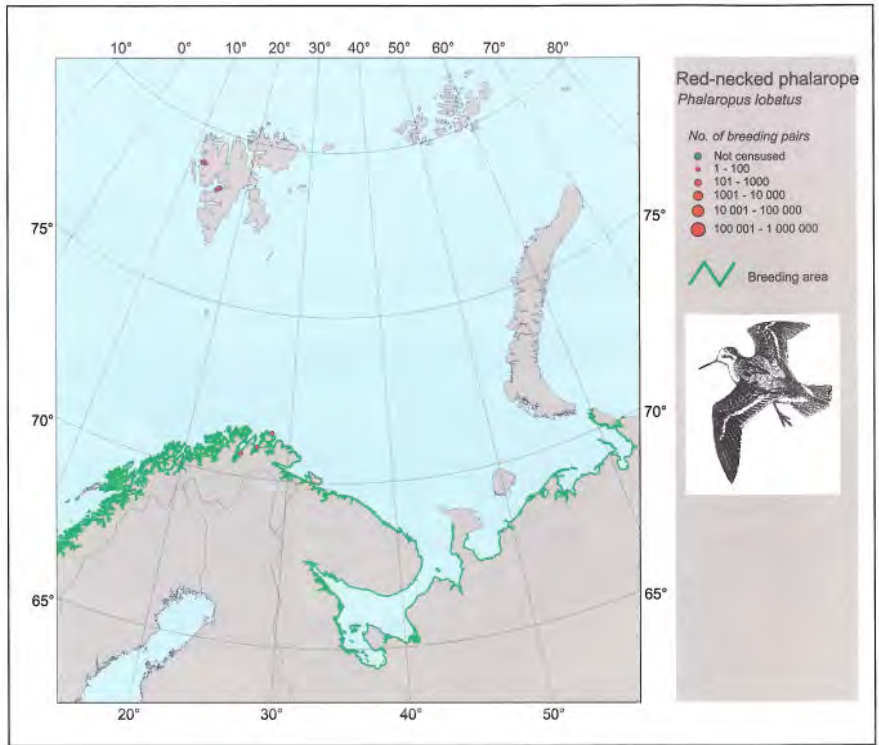 10° 0° 10° 20° 30° 40° 50° 60° 70° 80°
Red-necked phalarope
Phalaropus lobatus
No. of breeding pairs
Not censused
1 - 100
101 - 1000
1001 - 10 000
10 001 - 100 000
100 001 - 1 000 000
Breeding area
75° 75°
70° 70°
65° 65°
20° 30° 40° 50°